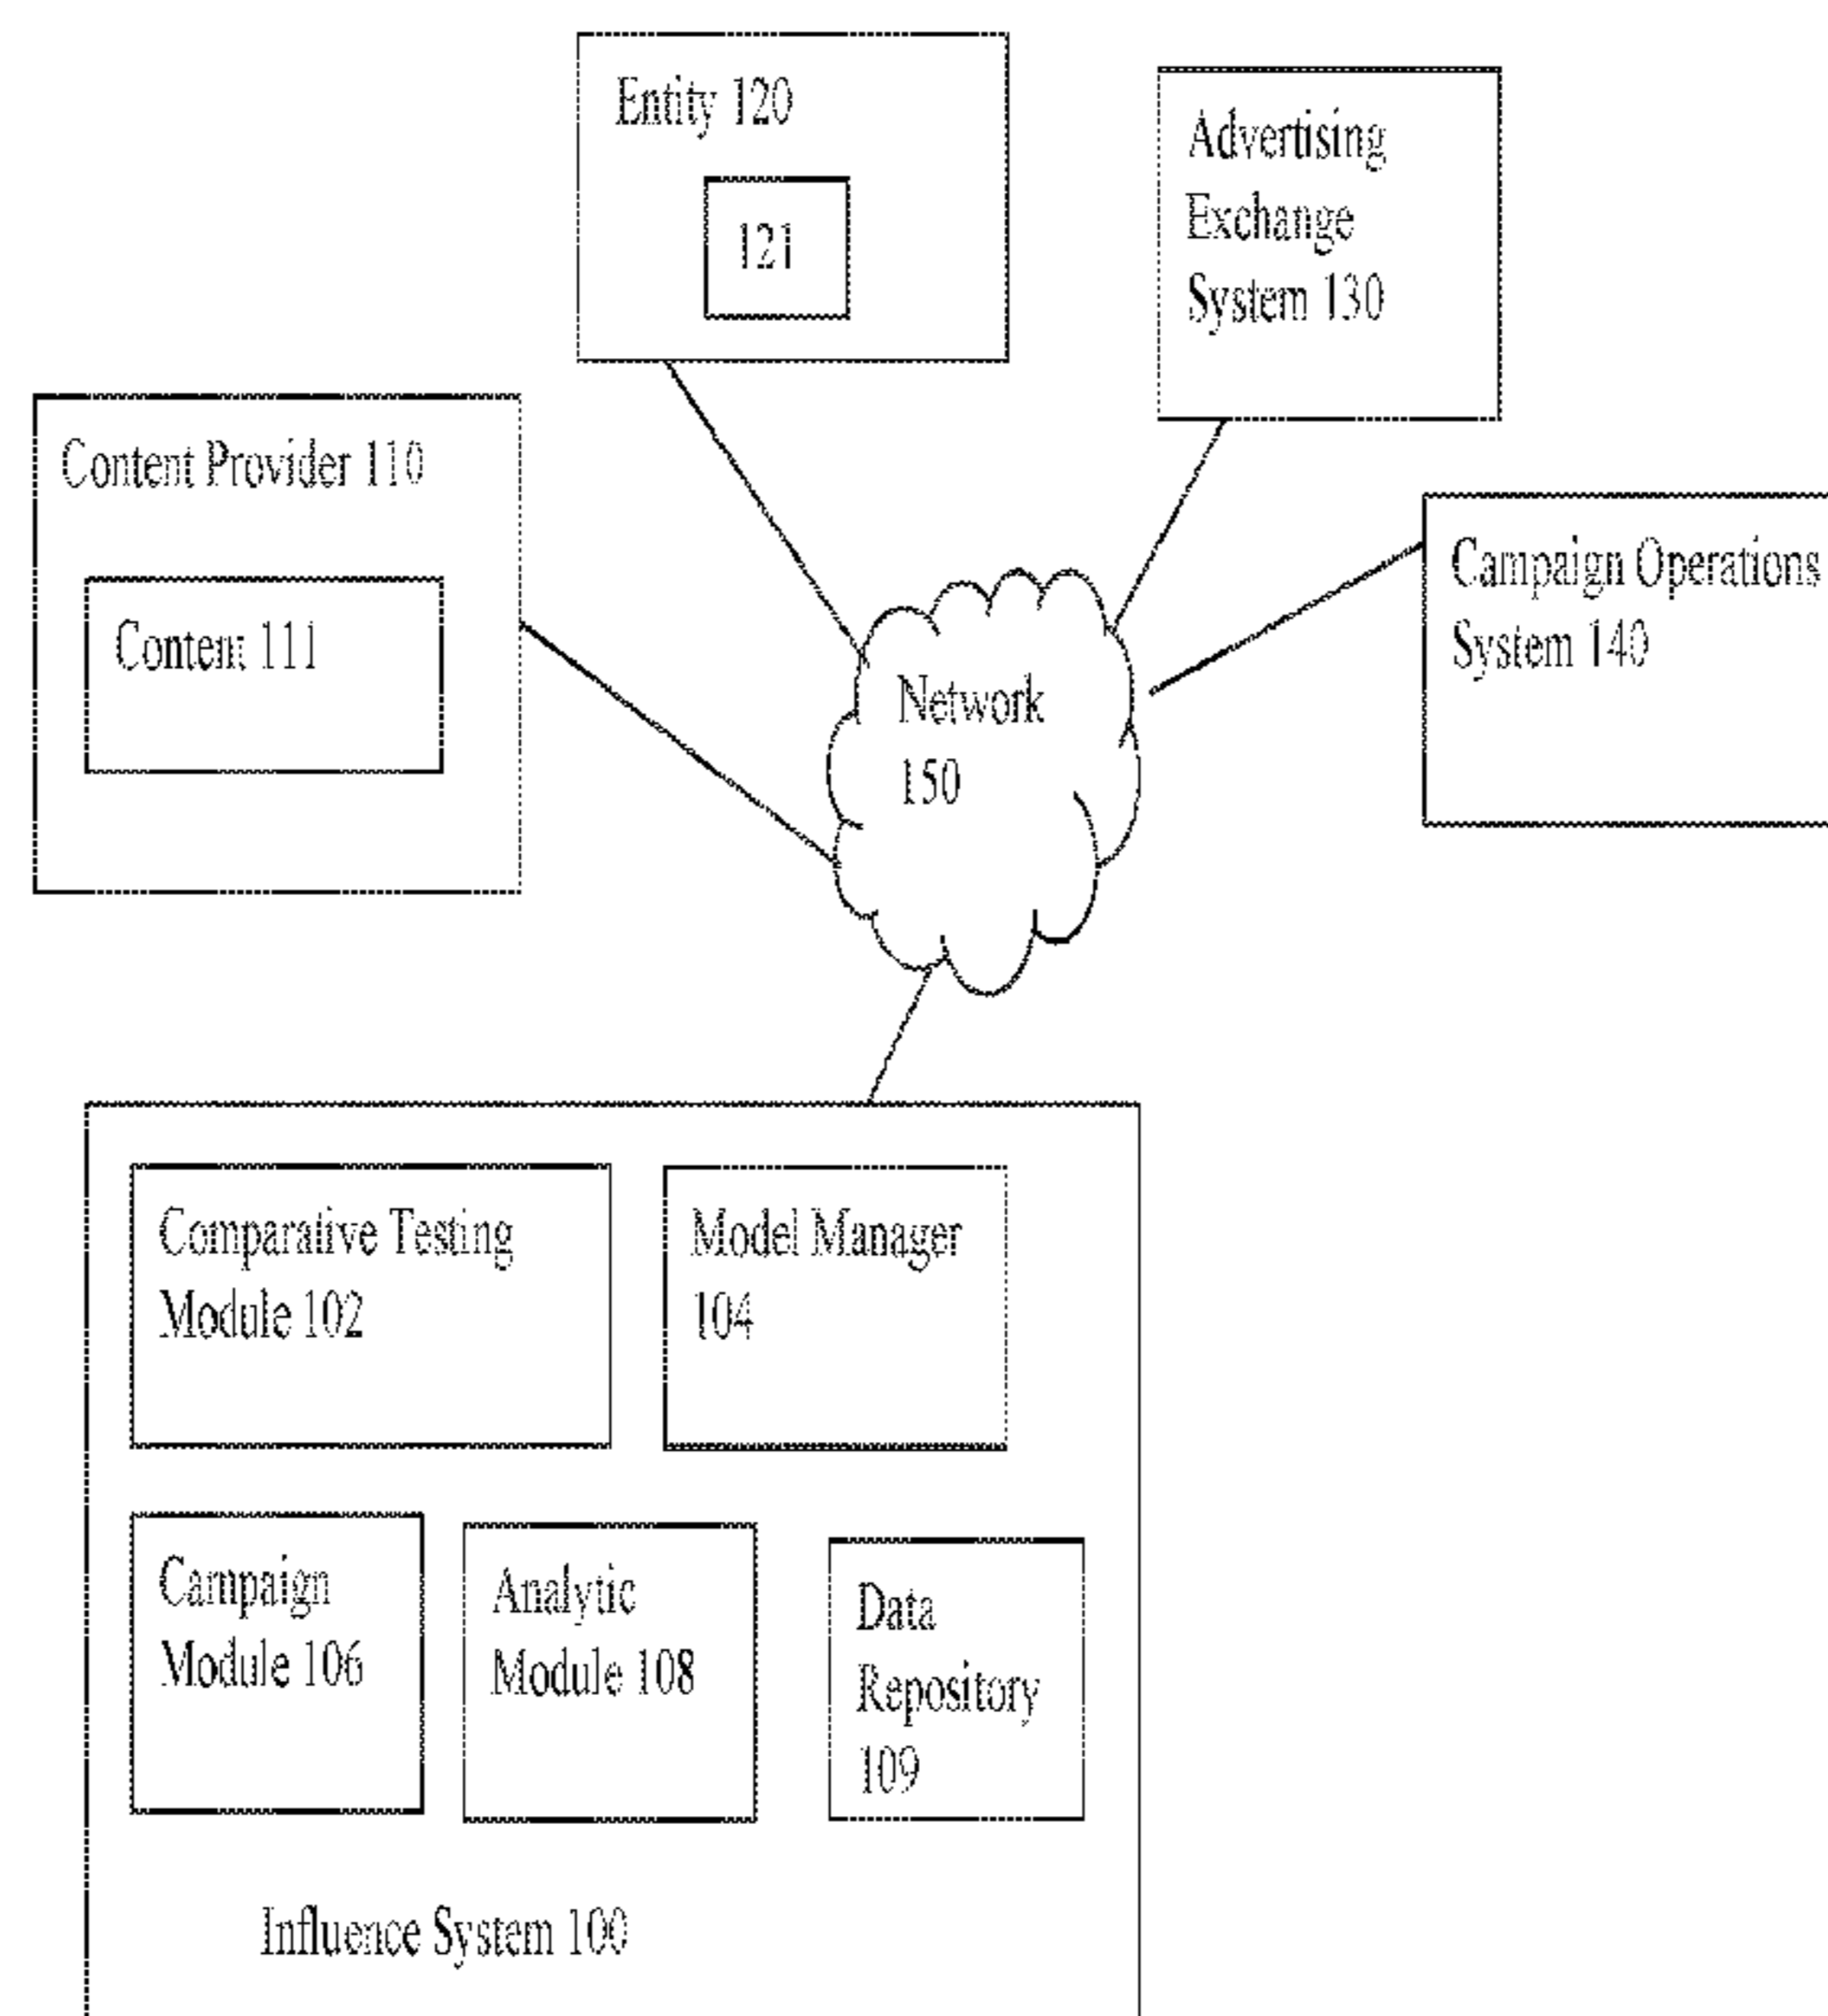 Entity 120
121
Advertising
Exchange
System 130
Content Provider 110
Content 111
Campaign Operations
System 140
Network
150
Comparative Testing
Module 102
Model Manager
104
Campaign
Module 106
Analytic
Module 108
Data
Repository
109
Influence System 100